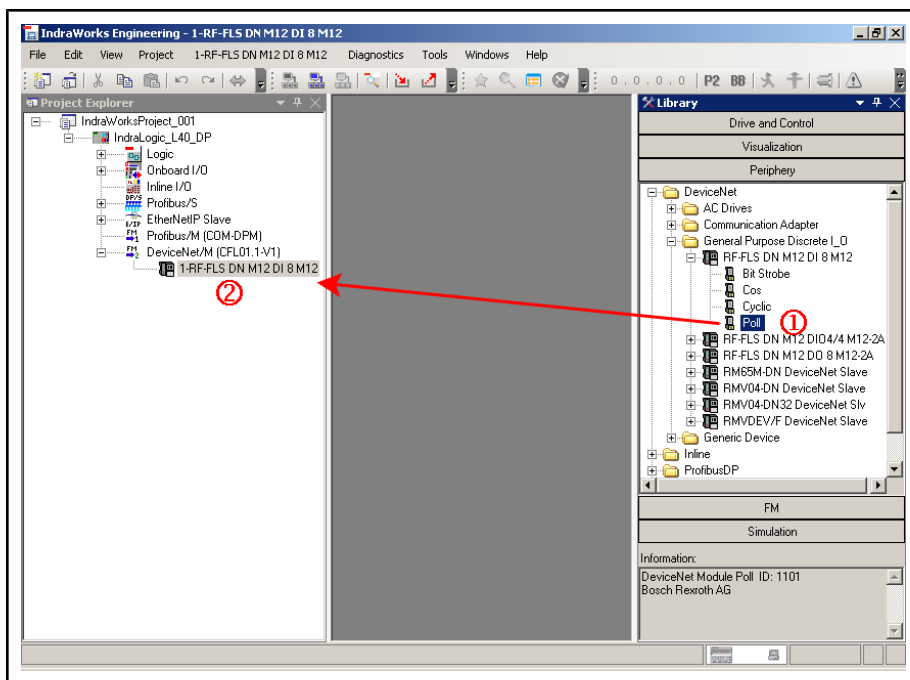 IndraWorks Engineering - 1-RF-FLS DN M12 DI 8 M12
File Edit View Project 1-RF-FLS DN M12 DI 8 M12 Diagnostics Tools Windows Help
0 . 0 . 0 . 0 P2 BB
Project Explorer
IndraWorksProject_001
IndraLogic_L40_DP
Logic
Onboard I/O
Inline I/O
DP/S Profibus/S
I/IP EtherNetIP Slave
FM 1 Profibus/M (COM-DPM)
FM 2 DeviceNet/M (CFL01.1-V1)
1-RF-FLS DN M12 DI 8 M12
②
Library
Drive and Control
Visualization
Periphery
DeviceNet
AC Drives
Communication Adapter
General Purpose Discrete I_O
RF-FLS DN M12 DI 8 M12
Bit Strobe
Cos
Cyclic
Poll ①
RF-FLS DN M12 DIO4/4 M12-2A
RF-FLS DN M12 DO 8 M12-2A
RM65M-DN DeviceNet Slave
RMV04-DN DeviceNet Slave
RMV04-DN32 DeviceNet Slv
RMVDEV/F DeviceNet Slave
Generic Device
Inline
ProfibusDP
FM
Simulation
Information:
DeviceNet Module Poll ID: 1101
Bosch Rexroth AG